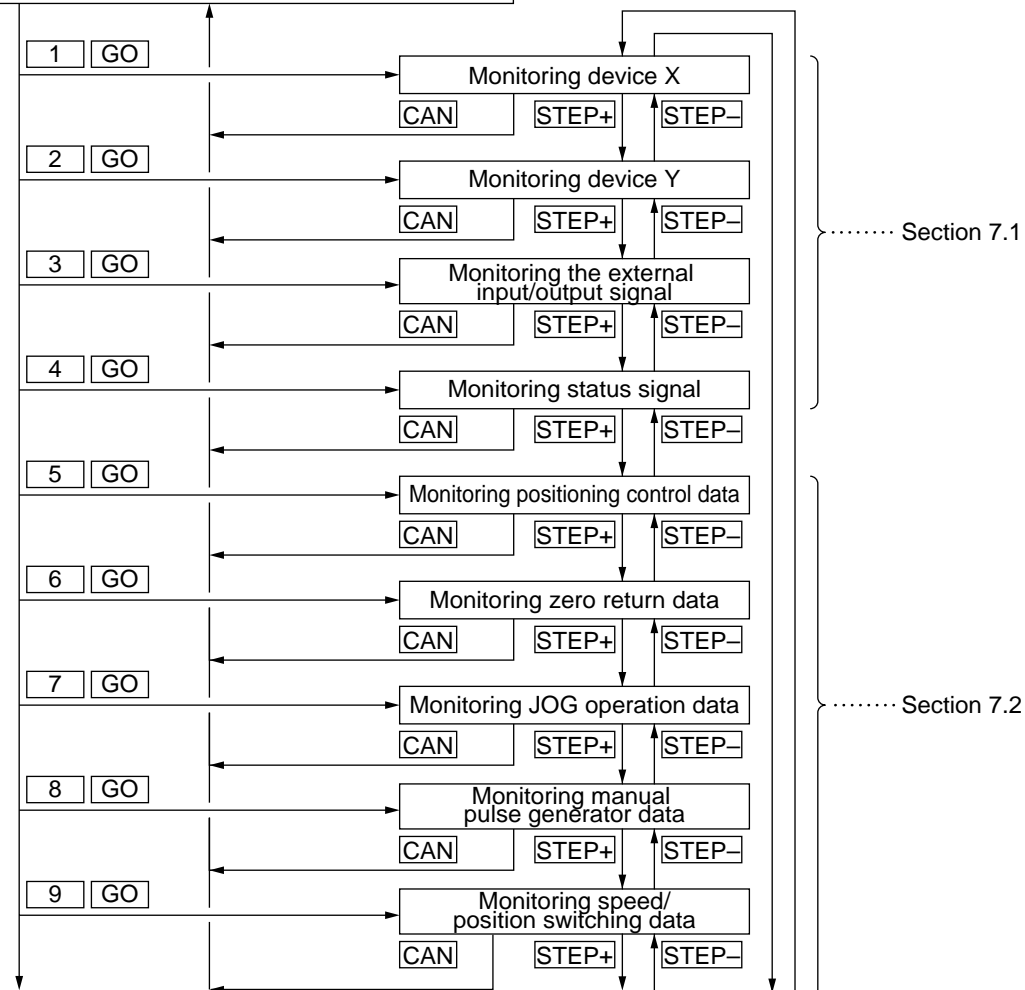 1 GO
Monitoring device X
CAN STEP+ STEP–
2 GO
Monitoring device Y
CAN STEP+ STEP–
········ Section 7.1
3 GO
Monitoring the external
input/output signal
CAN STEP+ STEP–
4 GO
Monitoring status signal
CAN STEP+ STEP–
5 GO
Monitoring positioning control data
CAN STEP+ STEP–
6 GO
Monitoring zero return data
CAN STEP+ STEP–
7 GO
Monitoring JOG operation data
········ Section 7.2
CAN STEP+ STEP–
8 GO
Monitoring manual
pulse generator data
CAN STEP+ STEP–
9 GO
Monitoring speed/
position switching data
CAN STEP+ STEP–